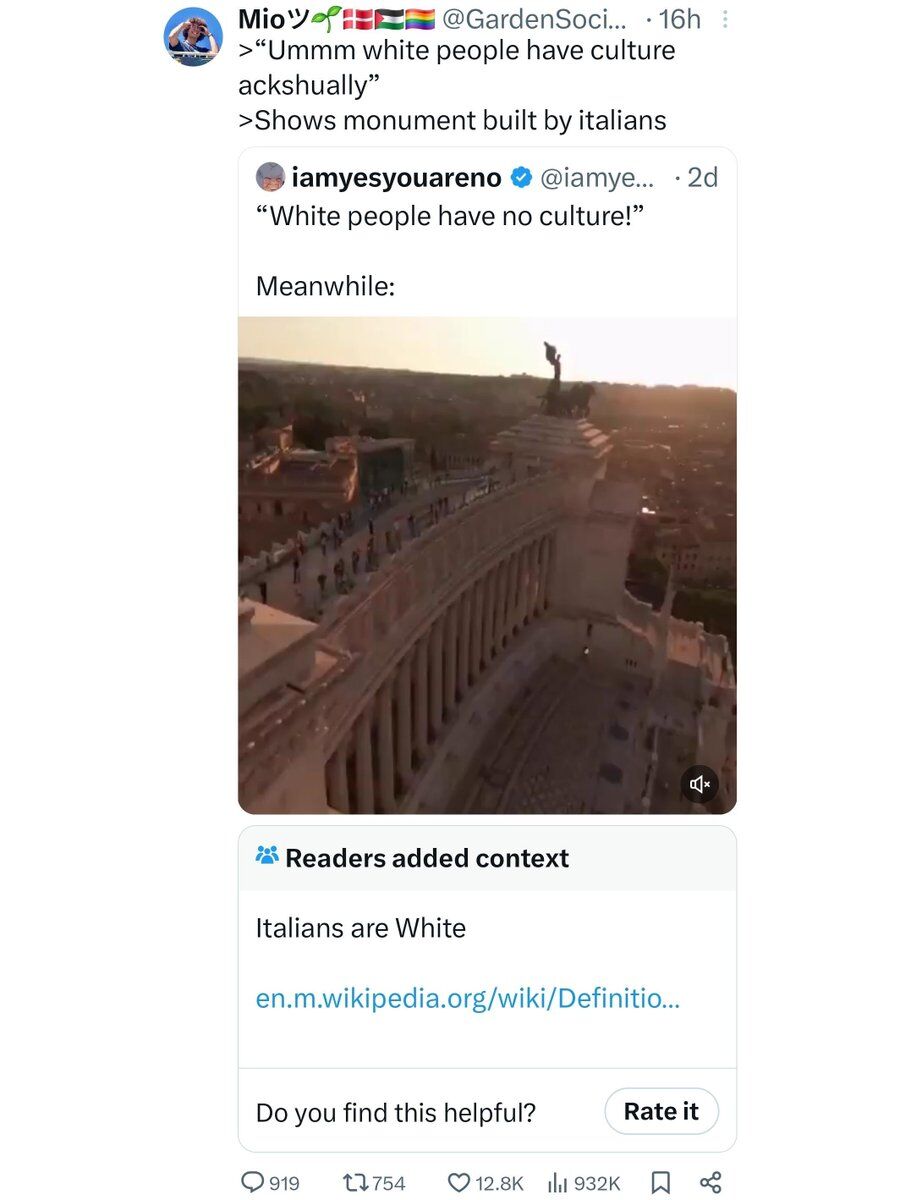 Mioツ🌱🇩🇰🇵🇸🏳️‍🌈 @GardenSoci... · 16h
>“Ummm white people have culture
ackshually”
>Shows monument built by italians
iamyesyouareno @iamye... · 2d
“White people have no culture!”
Meanwhile:
Readers added context
Italians are White
en.m.wikipedia.org/wiki/Definitio...
Do you find this helpful? Rate it
919 754 12.8K 932K